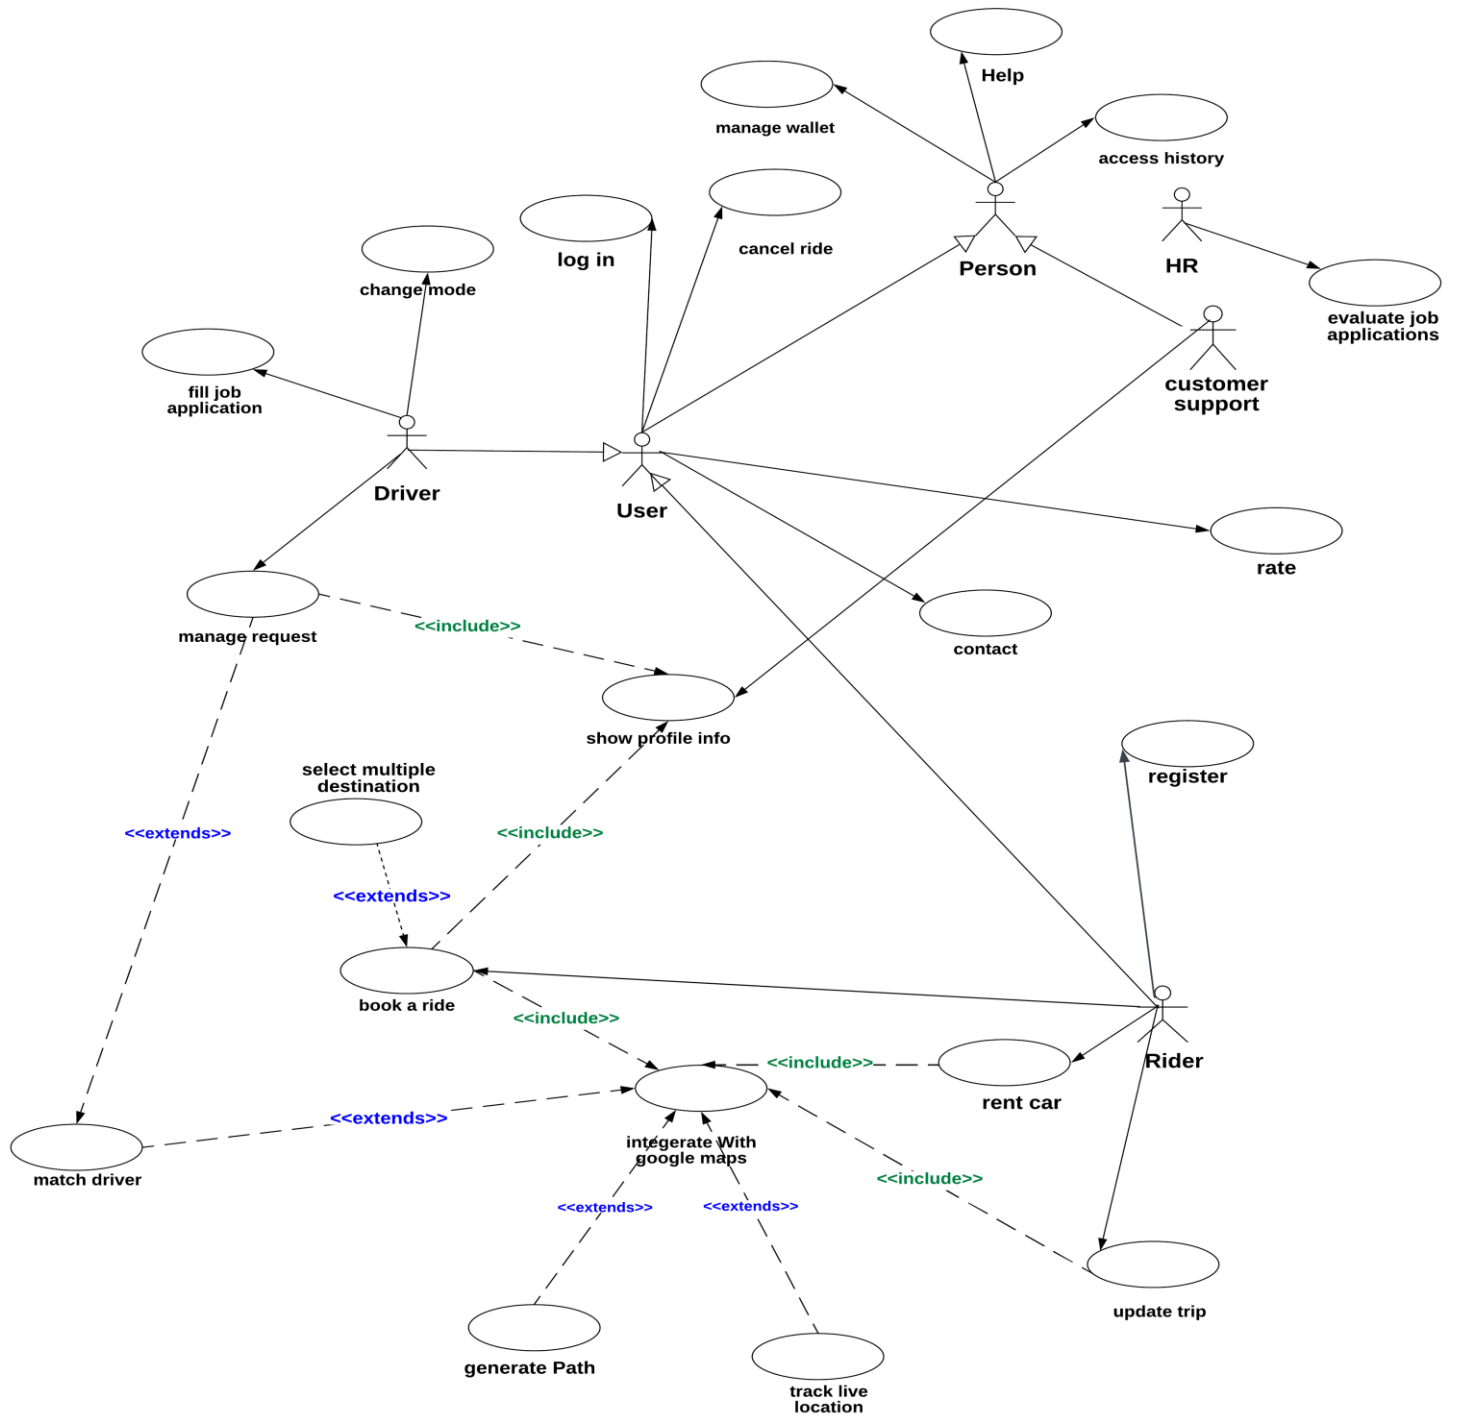 Help
manage wallet
access history
cancel ride
log in
Person
HR
change mode
evaluate job
applications
fill job
application
customer
support
Driver
User
rate
<<include>>
manage request
contact
show profile info
select multiple
destination
register
<<extends>>
<<include>>
<<extends>>
book a ride
<<include>>
<<include>>
Rider
rent car
<<extends>>
integerate With
google maps
match driver
<<include>>
<<extends>>
<<extends>>
update trip
generate Path
track live
location